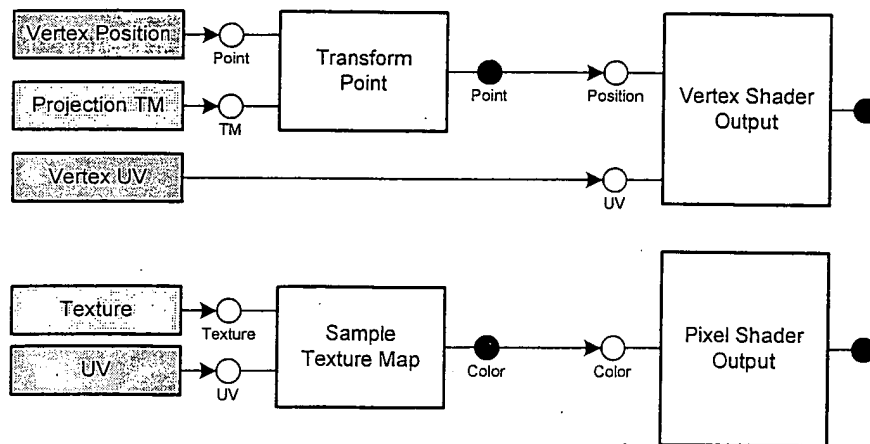 Vertex Position
Point
Transform
Point
Point
Position
Vertex Shader
Output
Projection TM
TM
Vertex UV
UV
Texture
Texture
Sample
Texture Map
Color
Color
Pixel Shader
Output
UV
UV